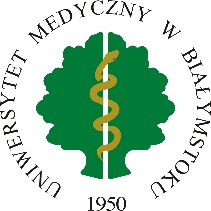 UNIWERSYTET MEDYCZNY W BIAŁYMSTOKU
1950